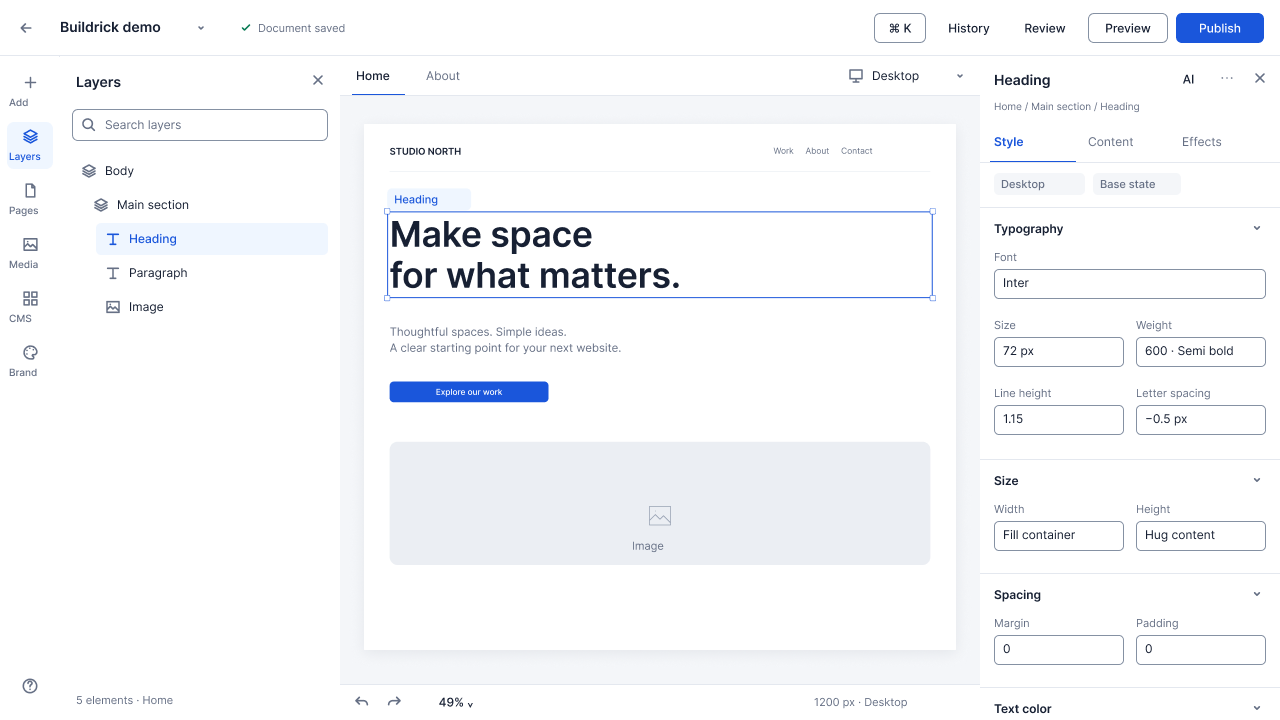 Buildrick demo
Document saved
⌘ K
History
Review
Preview
Publish
Add
Layers
Pages
Media
CMS
Brand
Layers
Search layers
Body
Main section
Heading
Paragraph
Image
5 elements · Home
Home
About
Desktop
STUDIO NORTH
Work
About
Contact
Heading
Make space
for what matters.
Thoughtful spaces. Simple ideas.
A clear starting point for your next website.
Explore our work
Image
49%
1200 px · Desktop
Heading
AI
Home / Main section / Heading
Style
Content
Effects
Desktop
Base state
Typography
Font
Inter
Size
Weight
72 px
600 · Semi bold
Line height
Letter spacing
1.15
−0.5 px
Size
Width
Height
Fill container
Hug content
Spacing
Margin
Padding
0
0
Text color